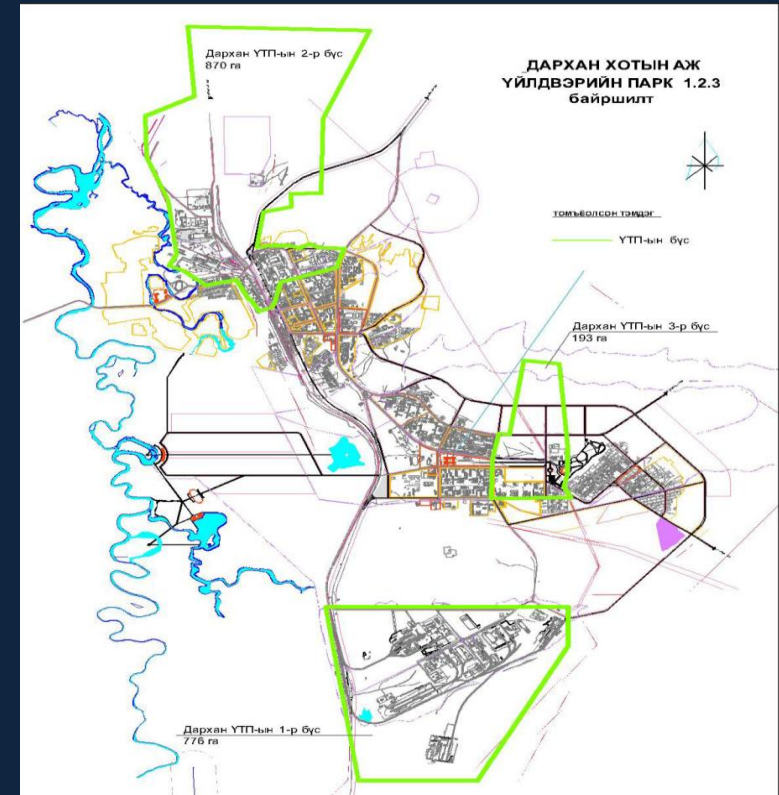 Дархан ҮТП-ын 2-р бүс
870 га
ДАРХАН ХОТЫН АЖ
ҮЙЛДВЭРИЙН ПАРК 1.2.3
байршилт
томъёолсон тэмдэг
ҮТП-ын бүс
Дархан ҮТП-ын 3-р бүс
193 га
Дархан ҮТП-ын 1-р бүс
776 га